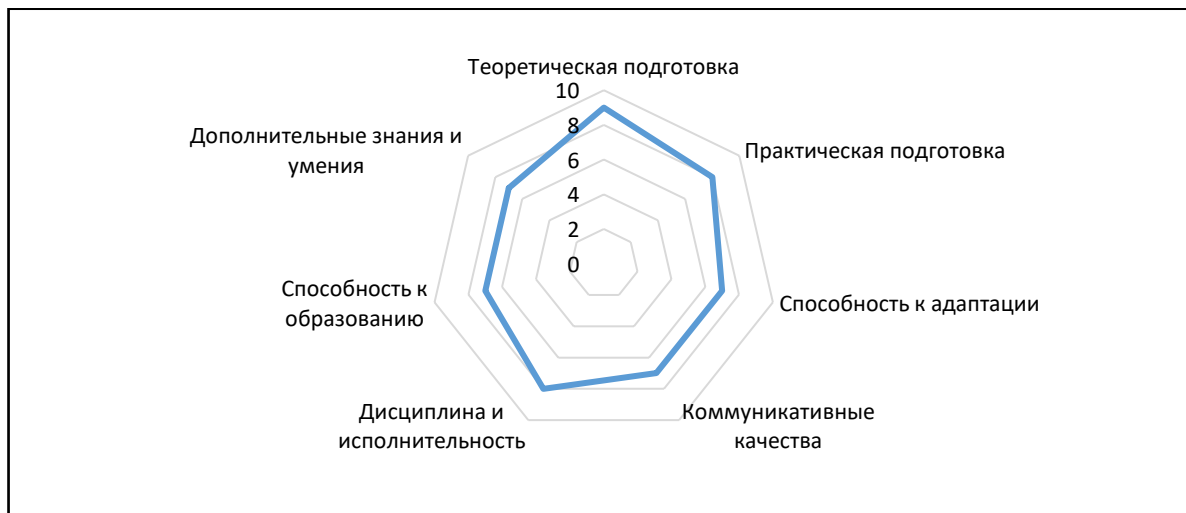 Теоретическая подготовка
10
8
6
4
2
0
Практическая подготовка
Способность к адаптации
Коммуникативные
качества
Дисциплина и
исполнительность
Способность к
образованию
Дополнительные знания и
умения